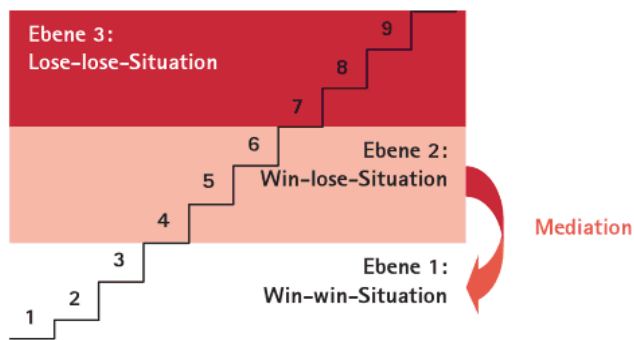 Ebene 3:
Lose-lose-Situation
9
8
7
6
Ebene 2:
Win-lose-Situation
5
4
Mediation
3
Ebene 1:
Win-win-Situation
2
1